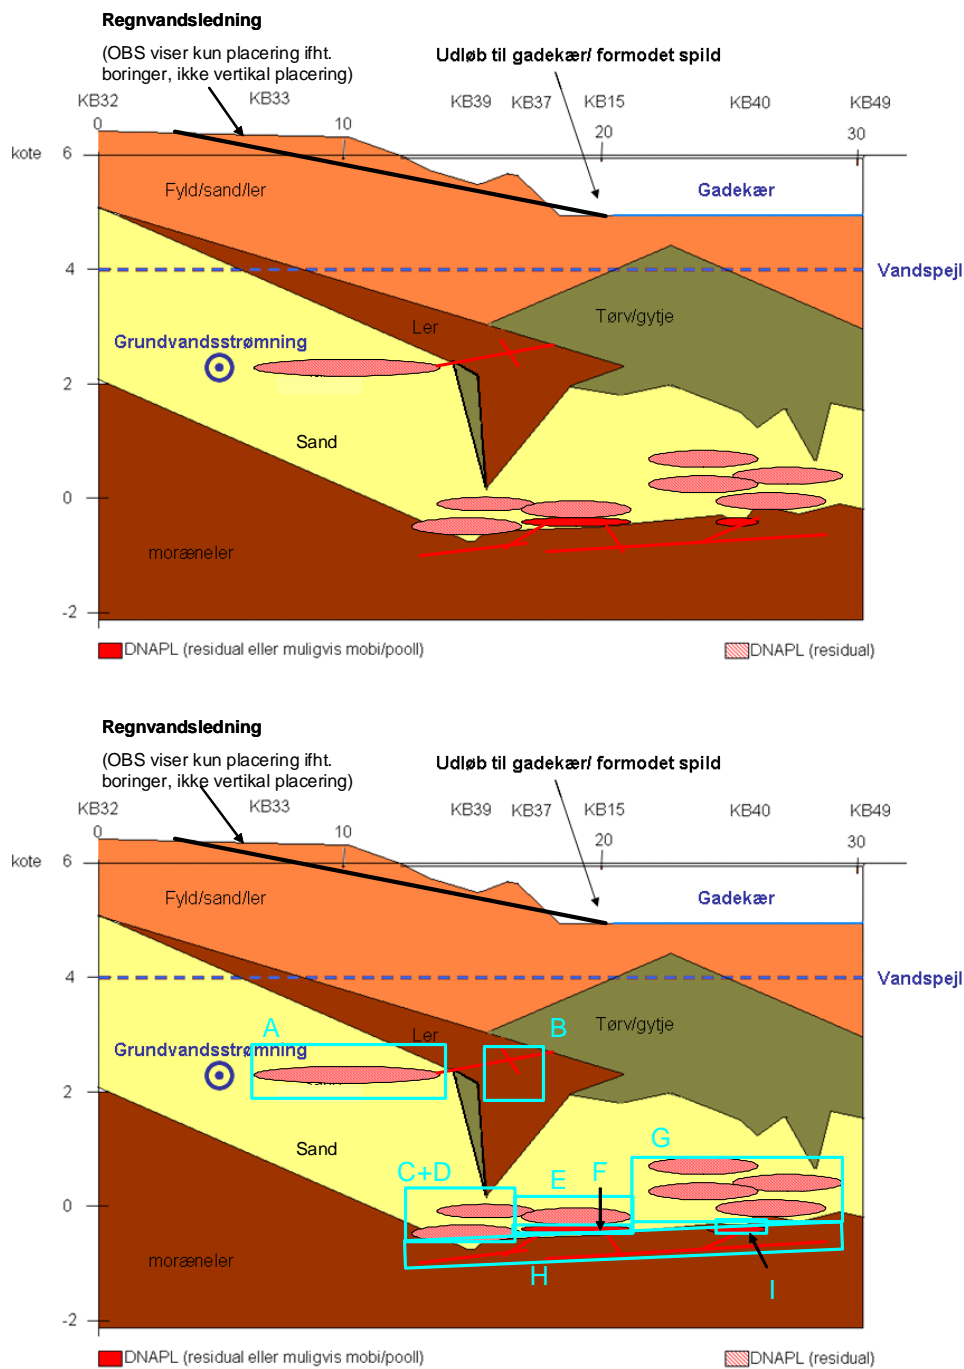 Regnvandsledning
(OBS viser kun placering ifht.
boringer, ikke vertikal placering)
Udløb til gadekær/ formodet spild
KB32 KB33 KB39 KB37 KB15 KB40 KB49
0 10 20 30
kote 6
Fyld/sand/ler
Gadekær
4
Vandspejl
Tørv/gytje
Ler
Grundvandsstrømning
2
Sand
0
moræneler
-2
DNAPL (residual eller muligvis mobi/pooll)
DNAPL (residual)
Regnvandsledning
(OBS viser kun placering ifht.
boringer, ikke vertikal placering)
Udløb til gadekær/ formodet spild
KB32 KB33 KB39 KB37 KB15 KB40 KB49
0 10 20 30
kote 6
Fyld/sand/ler
Gadekær
4
Vandspejl
Tørv/gytje
A
Ler
B
Grundvandsstrømning
2
Sand
G
C+D
E
F
0
moræneler
H
I
-2
DNAPL (residual eller muligvis mobi/pooll)
DNAPL (residual)